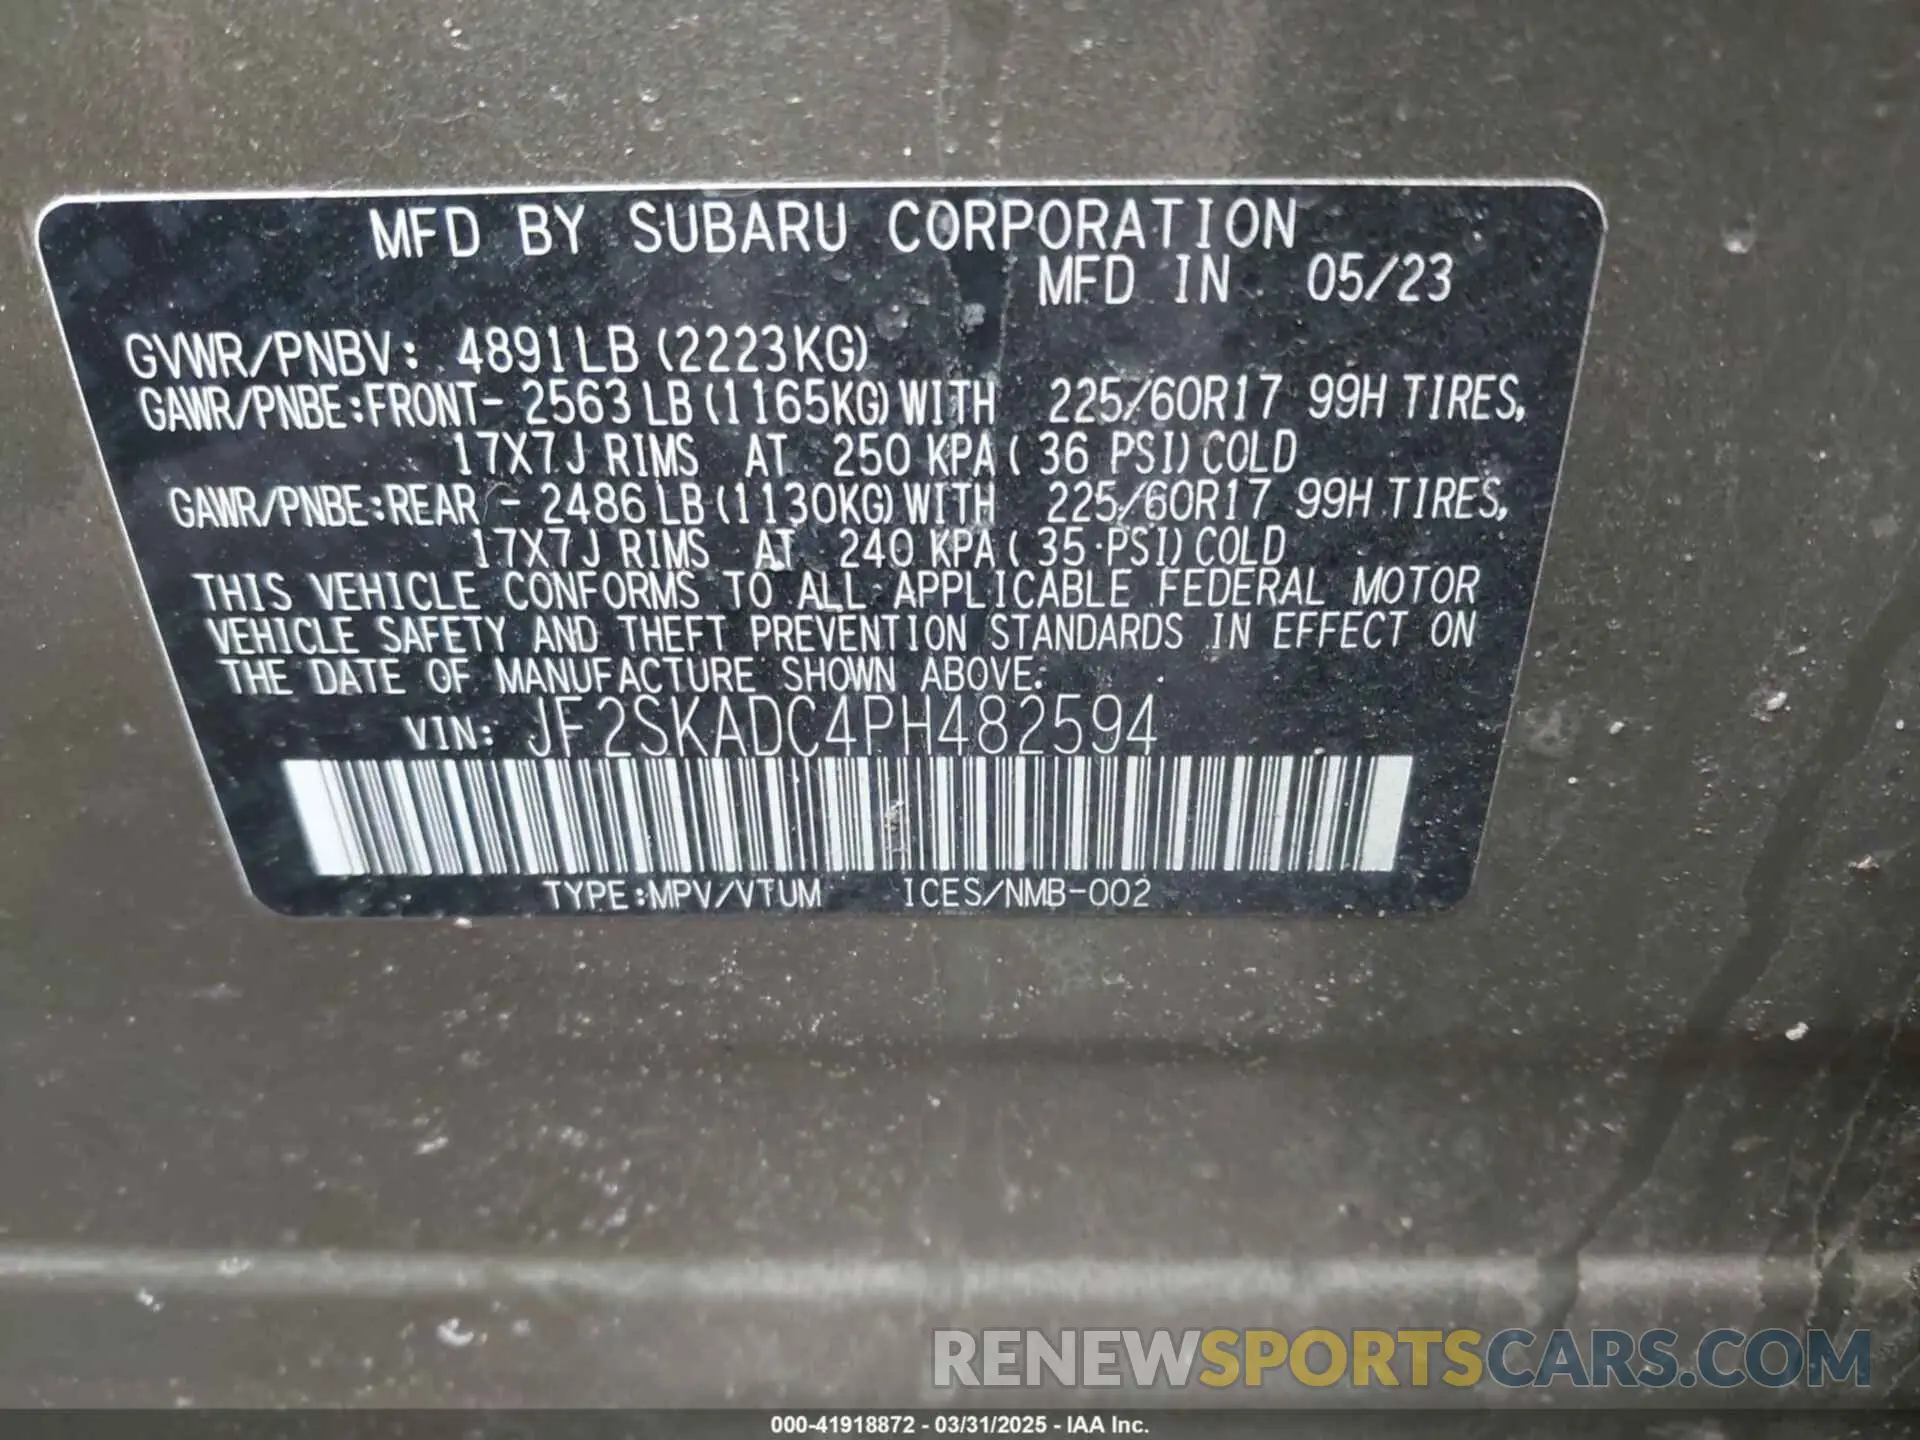 MFD BY SUBARU CORPORATION
MFD IN 05/23
GVWR/PNBV: 4891LB (2223KG)
GAWR/PNBE:FRONT- 2563LB (1165KG) WITH 225/60R17 99H TIRES,
17X7J RIMS AT 250 KPA ( 36 PSI) COLD
GAWR/PNBE:REAR - 2486LB (1130KG) WITH 225/60R17 99H TIRES,
17X7J RIMS AT 240 KPA ( 35 PSI) COLD
THIS VEHICLE CONFORMS TO ALL APPLICABLE FEDERAL MOTOR
VEHICLE SAFETY AND THEFT PREVENTION STANDARDS IN EFFECT ON
THE DATE OF MANUFACTURE SHOWN ABOVE.
VIN: JF2SKADC4PH482594
TYPE:MPV/VTUM ICES/NMB-002
RENEWSPORTSCARS.COM
000-41918872 - 03/31/2025 - IAA Inc.